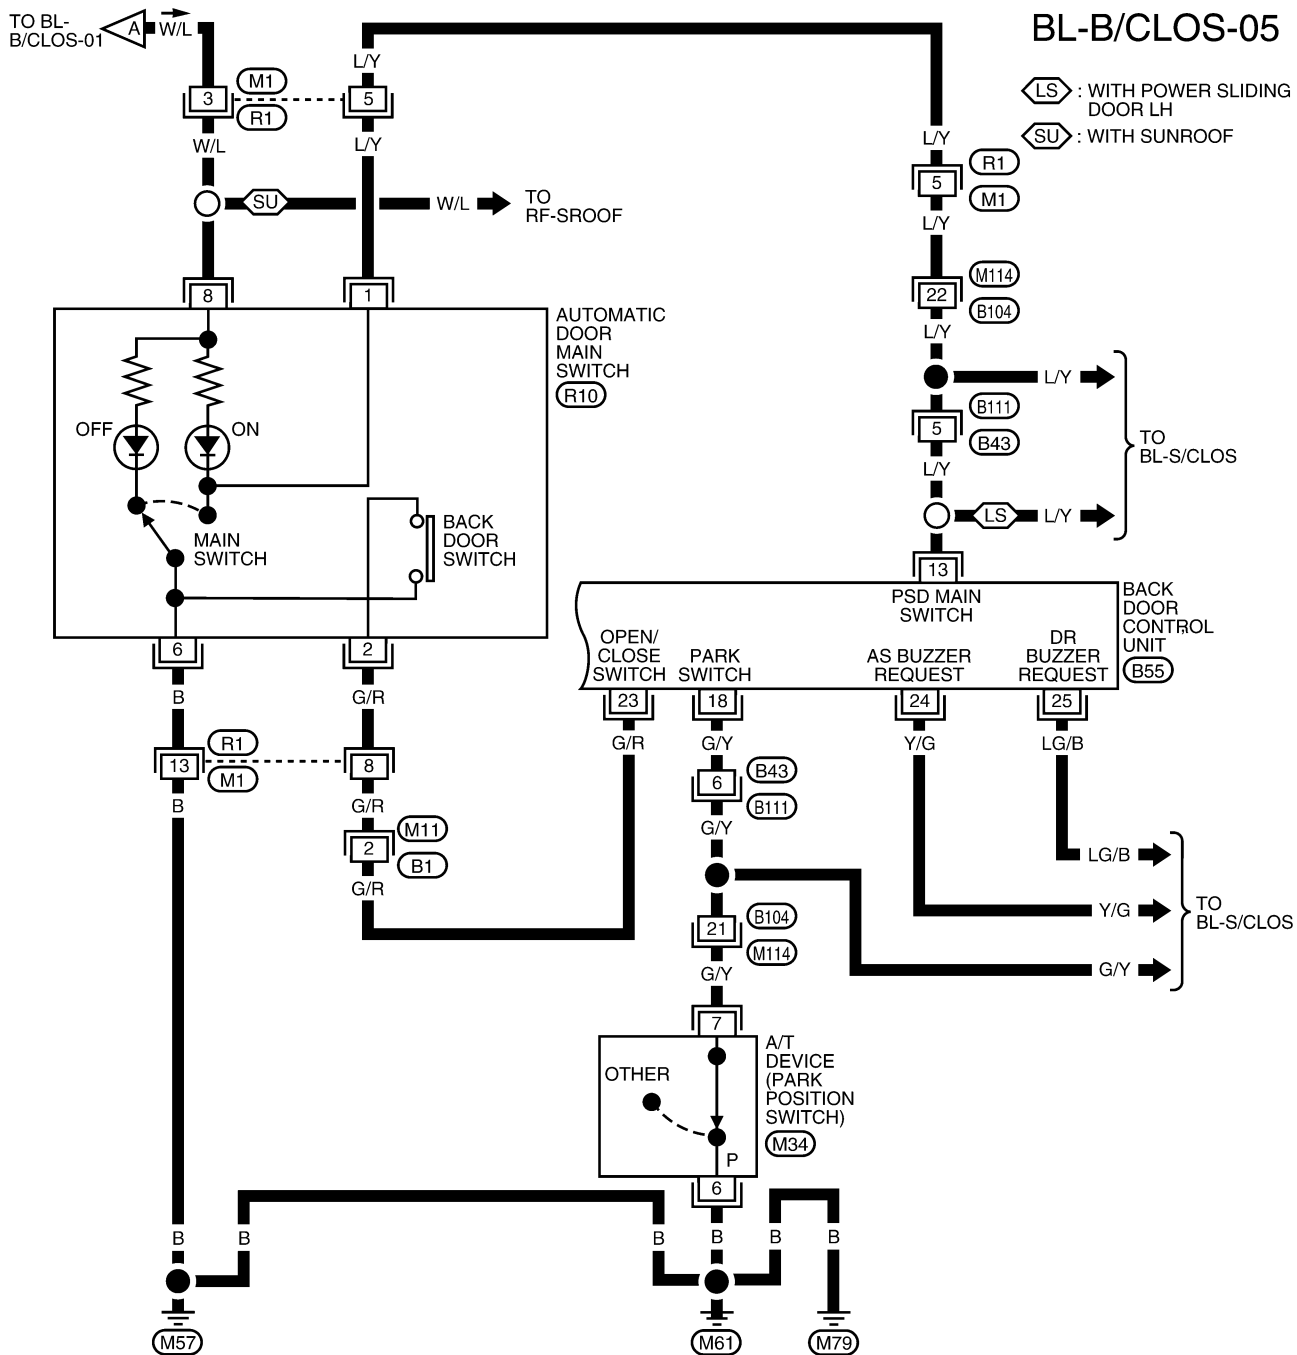 TO BL-
B/CLOS-01
A
W/L
L/Y
BL-B/CLOS-05
LS : WITH POWER SLIDING
DOOR LH
SU : WITH SUNROOF
3
M1
R1
5
W/L
L/Y
L/Y
R1
5
M1
SU
W/L
TO
RF-SROOF
L/Y
M114
22
B104
8
1
AUTOMATIC
DOOR
MAIN
SWITCH
R10
L/Y
L/Y
B111
5
B43
TO
BL-S/CLOS
OFF
ON
L/Y
LS
L/Y
MAIN
SWITCH
BACK
DOOR
SWITCH
13
PSD MAIN
SWITCH
BACK
DOOR
CONTROL
UNIT
B55
OPEN/
CLOSE
SWITCH
PARK
SWITCH
AS BUZZER
REQUEST
DR
BUZZER
REQUEST
6
2
23
18
24
25
B
G/R
G/R
G/Y
Y/G
LG/B
13
R1
M1
8
6
B43
B111
B
G/R
G/Y
2
M11
B1
G/R
LG/B
Y/G
G/Y
TO
BL-S/CLOS
21
B104
M114
G/Y
7
A/T
DEVICE
(PARK
POSITION
SWITCH)
M34
OTHER
P
6
B
B
B
B
B
B
M57
M61
M79